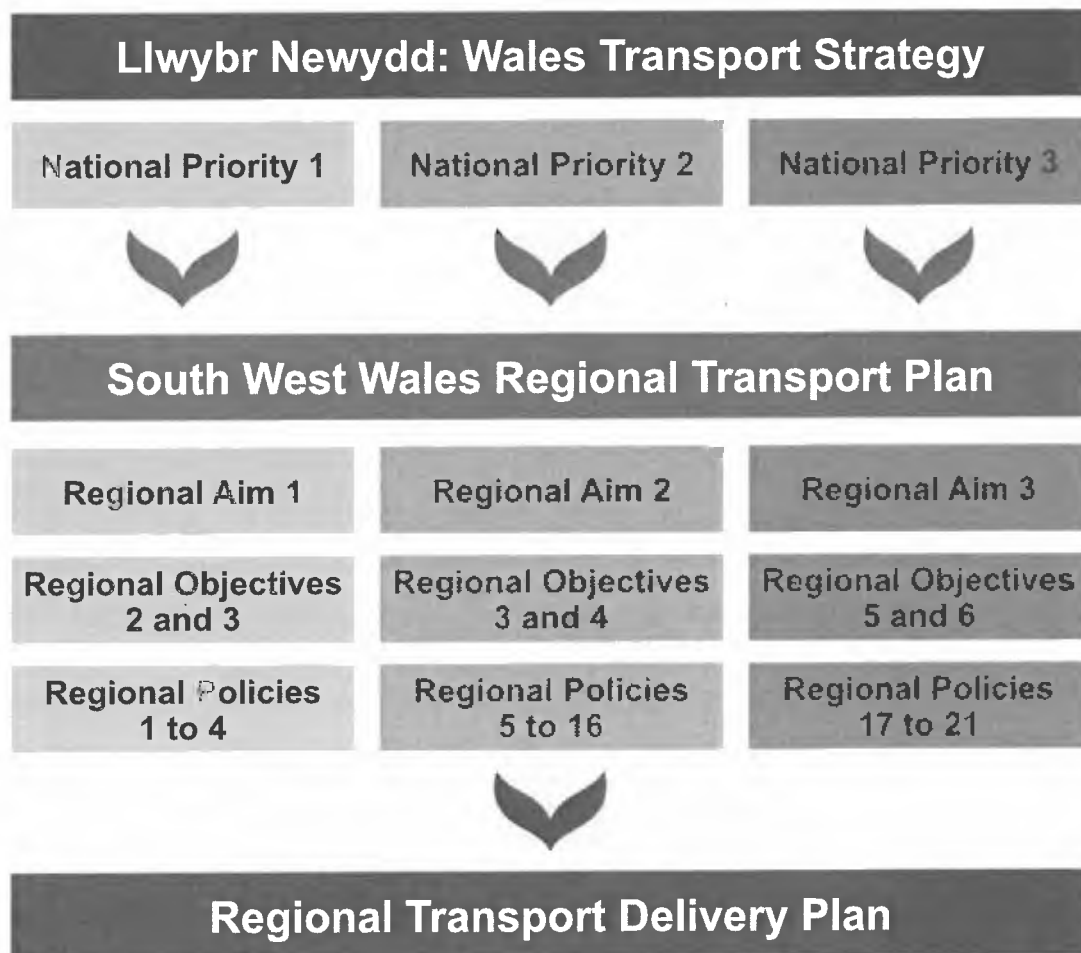 Llwybr Newydd: Wales Transport Strategy
National Priority 1
National Priority 2
National Priority 3
South West Wales Regional Transport Plan
Regional Aim 1
Regional Aim 2
Regional Aim 3
Regional Objectives
2 and 3
Regional Objectives
3 and 4
Regional Objectives
5 and 6
Regional Policies
1 to 4
Regional Policies
5 to 16
Regional Policies
17 to 21
Regional Transport Delivery Plan